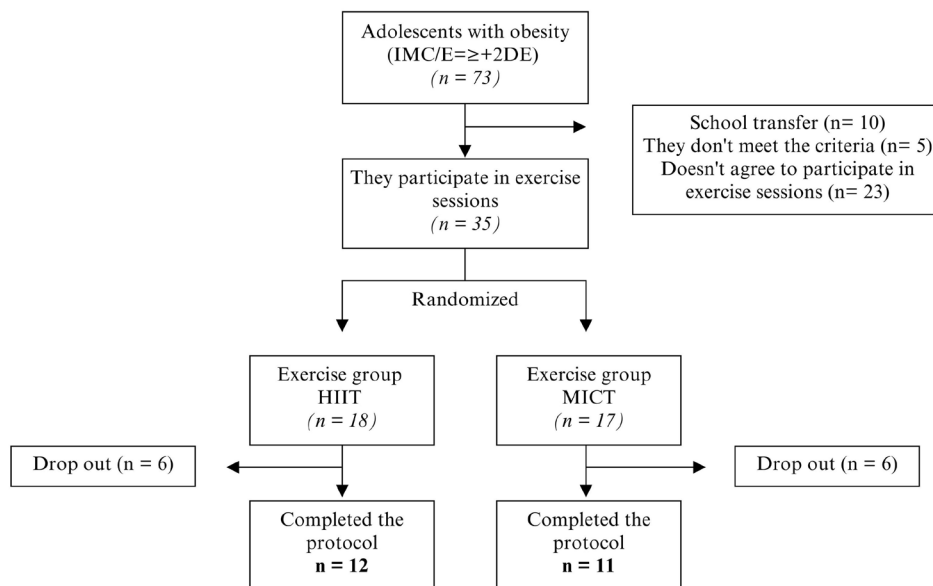 Adolescents with obesity
(IMC/E=≥+2DE)
(n = 73)
School transfer (n= 10)
They don't meet the criteria (n= 5)
Doesn't agree to participate in
exercise sessions (n= 23)
They participate in exercise
sessions
(n = 35)
Randomized
Exercise group
HIIT
(n = 18)
Exercise group
MICT
(n = 17)
Drop out (n = 6)
Drop out (n = 6)
Completed the
protocol
n = 12
Completed the
protocol
n = 11